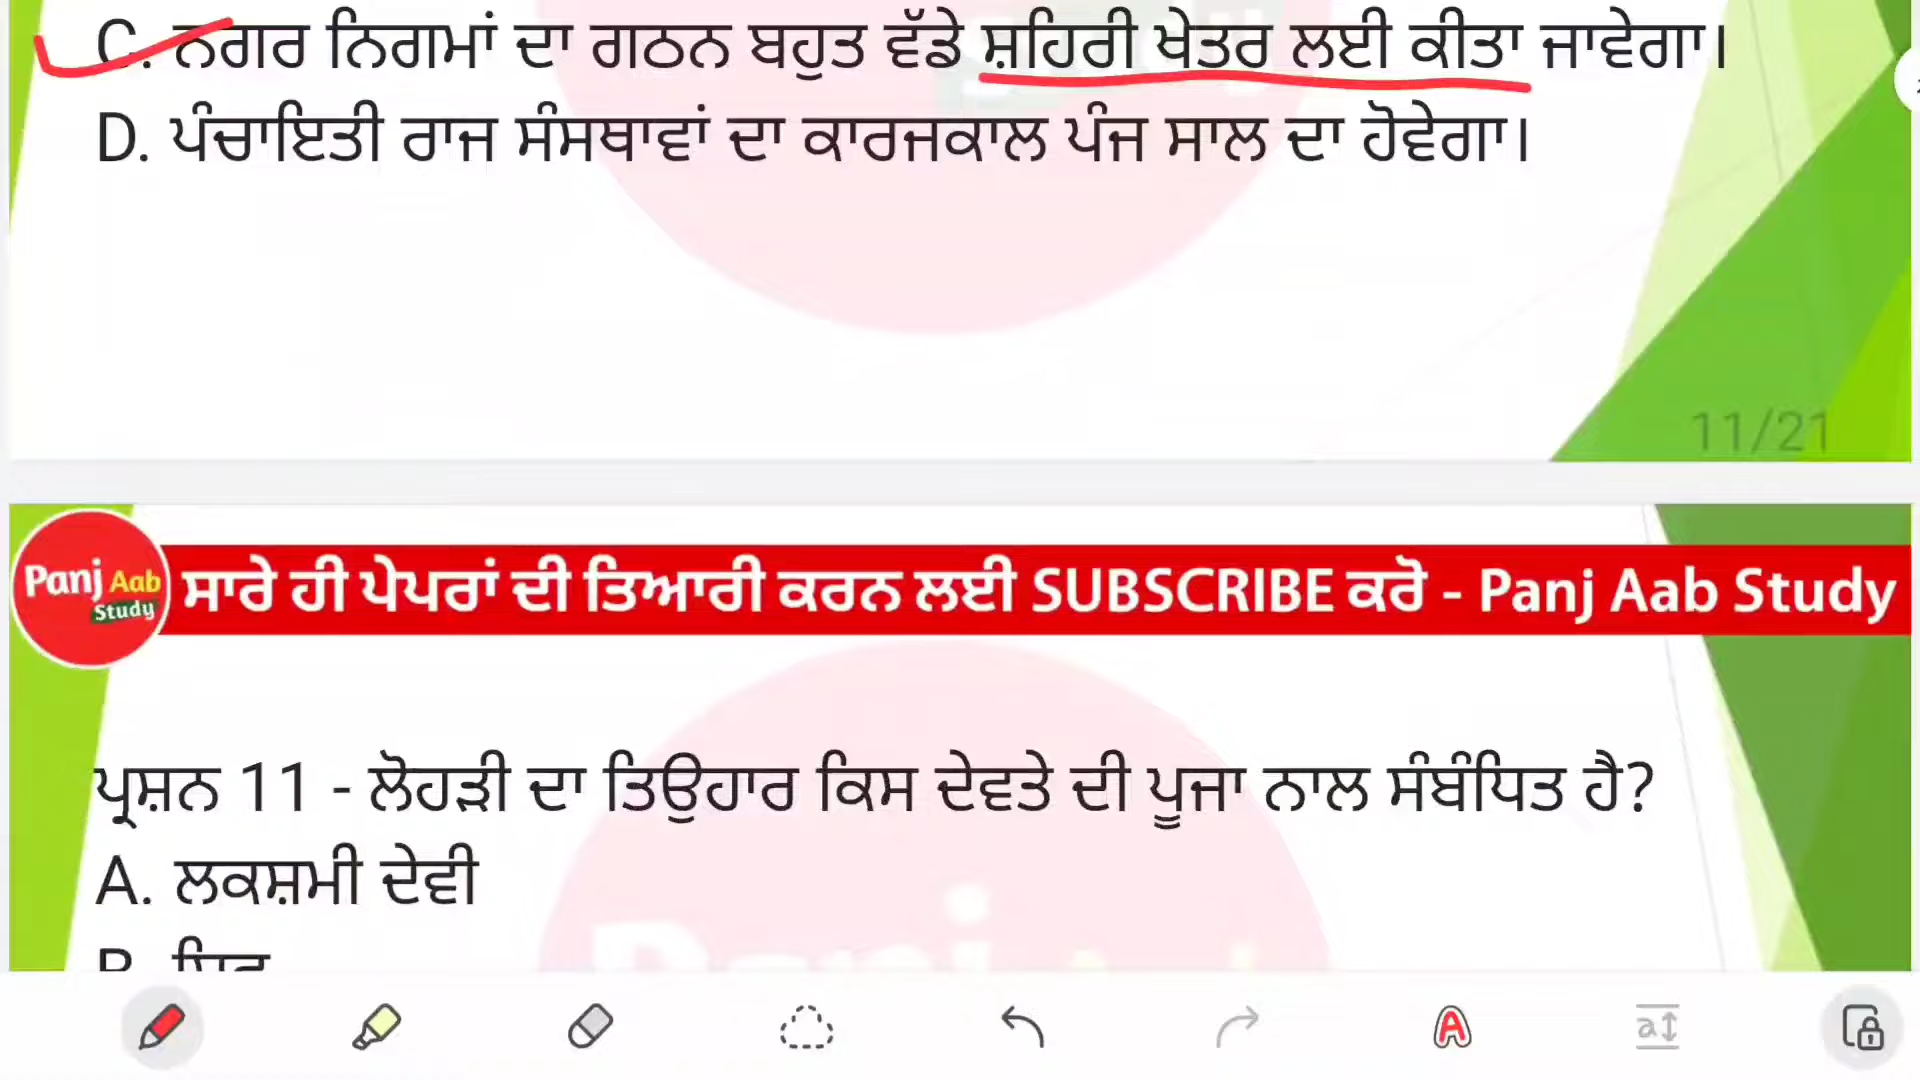 C. ਨਗਰ ਨਿਗਮਾਂ ਦਾ ਗਠਨ ਬਹੁਤ ਵੱਡੇ ਸ਼ਹਿਰੀ ਖੇਤਰ ਲਈ ਕੀਤਾ ਜਾਵੇਗਾ।
D. ਪੰਚਾਇਤੀ ਰਾਜ ਸੰਸਥਾਵਾਂ ਦਾ ਕਾਰਜਕਾਲ ਪੰਜ ਸਾਲ ਦਾ ਹੋਵੇਗਾ।
11/21
Panj Aab
Study
ਸਾਰੇ ਹੀ ਪੇਪਰਾਂ ਦੀ ਤਿਆਰੀ ਕਰਨ ਲਈ SUBSCRIBE ਕਰੋ - Panj Aab Study
ਪ੍ਰਸ਼ਨ 11 - ਲੋਹੜੀ ਦਾ ਤਿਉਹਾਰ ਕਿਸ ਦੇਵਤੇ ਦੀ ਪੂਜਾ ਨਾਲ ਸੰਬੰਧਿਤ ਹੈ?
A. ਲਕਸ਼ਮੀ ਦੇਵੀ